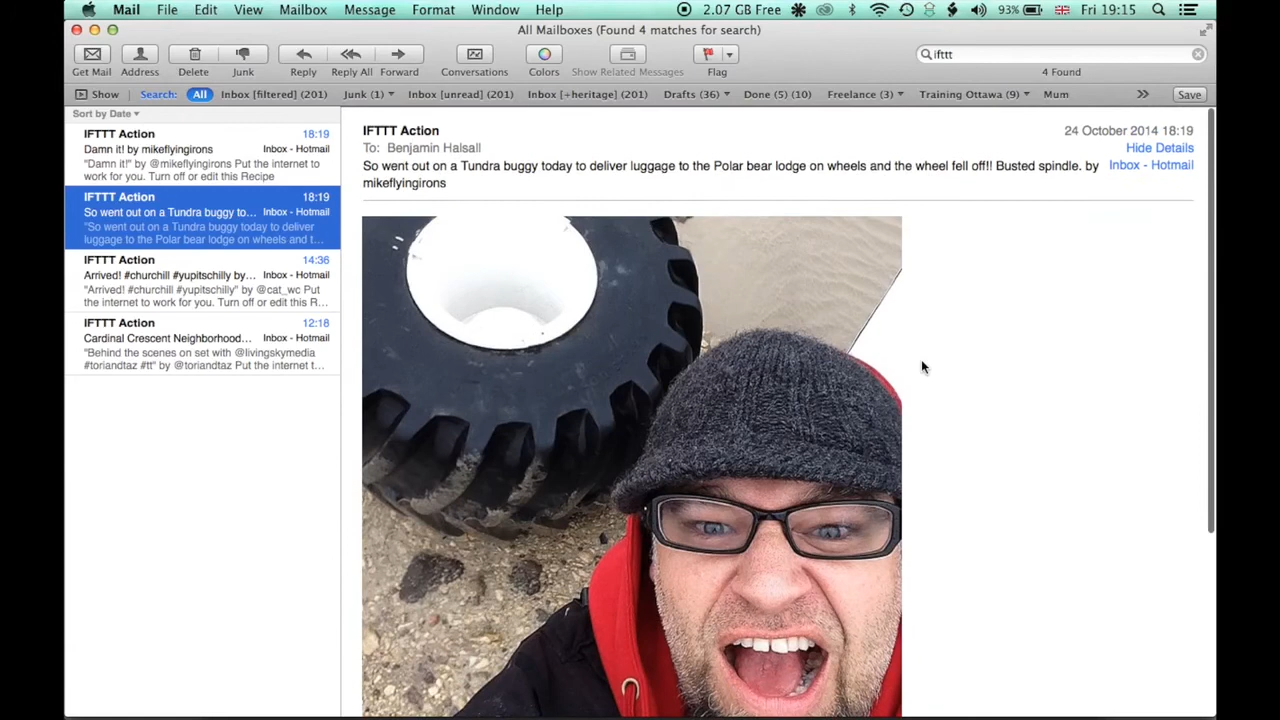 Mail File Edit View Mailbox Message Format Window Help 2.07 GB Free 93% Fri 19:15
All Mailboxes (Found 4 matches for search)
ifttt
Get Mail Address Delete Junk Reply Reply All Forward Conversations Colors Show Related Messages Flag 4 Found
Show Search: All Inbox [filtered] (201) Junk (1) Inbox [unread] (201) Inbox [+heritage] (201) Drafts (36) Done (5) (10) Freelance (3) Training Ottawa (9) Mum Save
Sort by Date
IFTTT Action 18:19
Damn it! by mikeflyingirons Inbox - Hotmail
"Damn it!" by @mikeflyingirons Put the internet to
work for you. Turn off or edit this Recipe
IFTTT Action 18:19
So went out on a Tundra buggy to... Inbox - Hotmail
"So went out on a Tundra buggy today to deliver
luggage to the Polar bear lodge on wheels and t...
IFTTT Action 14:36
Arrived! #churchill #yupitschilly by... Inbox - Hotmail
"Arrived! #churchill #yupitschilly" by @cat_wc Put
the internet to work for you. Turn off or edit this R...
IFTTT Action 12:18
Cardinal Crescent Neighborhood... Inbox - Hotmail
"Behind the scenes on set with @livingskymedia
#toriandtaz #tt" by @toriandtaz Put the internet t...
IFTTT Action 24 October 2014 18:19
To: Benjamin Halsall Hide Details
So went out on a Tundra buggy today to deliver luggage to the Polar bear lodge on wheels and the wheel fell off!! Busted spindle. by Inbox - Hotmail
mikeflyingirons